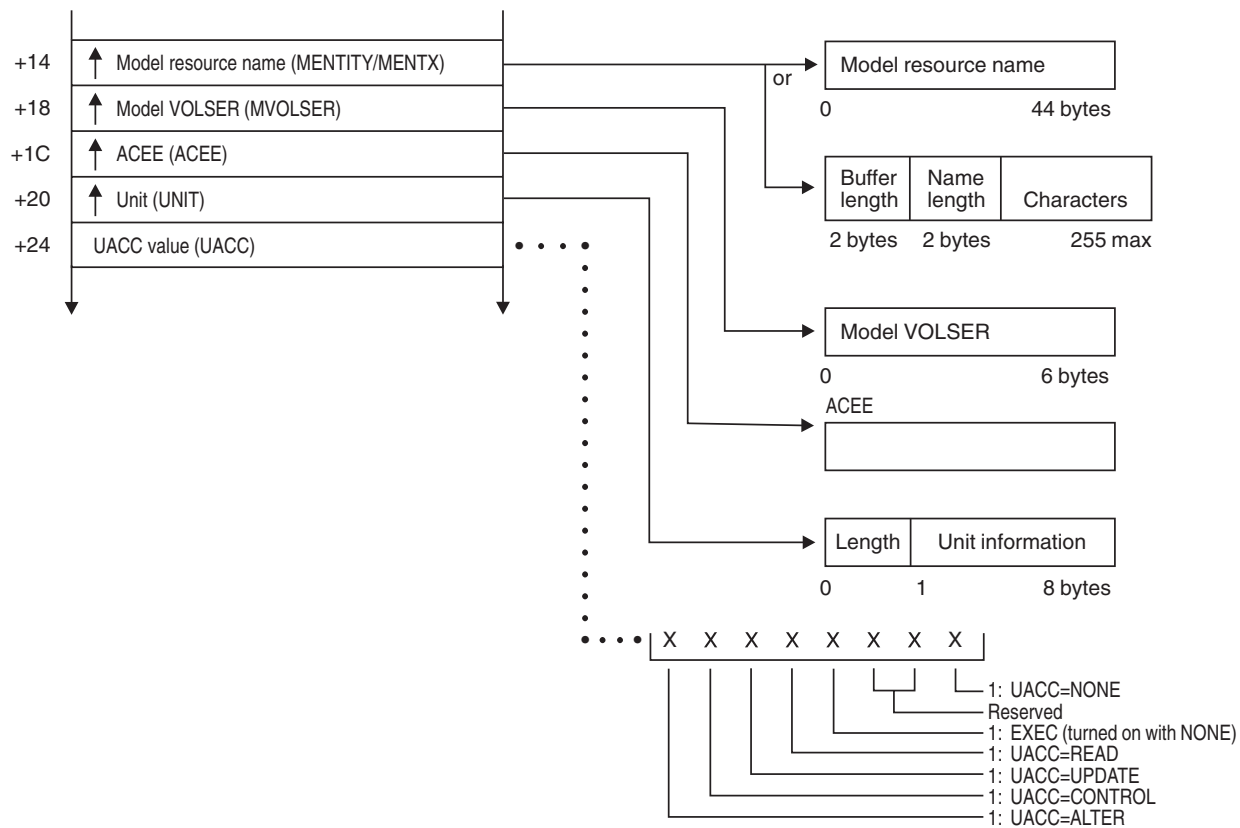 +14 Model resource name (MENTITY/MENTX)
+18 Model VOLSER (MVOLSER)
+1C ACEE (ACEE)
+20 Unit (UNIT)
+24 UACC value (UACC)
or
Model resource name
0 44 bytes
Buffer length Name length Characters
2 bytes 2 bytes 255 max
Model VOLSER
0 6 bytes
ACEE
Length Unit information
0 1 8 bytes
X X X X X X X X
1: UACC=NONE
Reserved
1: EXEC (turned on with NONE)
1: UACC=READ
1: UACC=UPDATE
1: UACC=CONTROL
1: UACC=ALTER